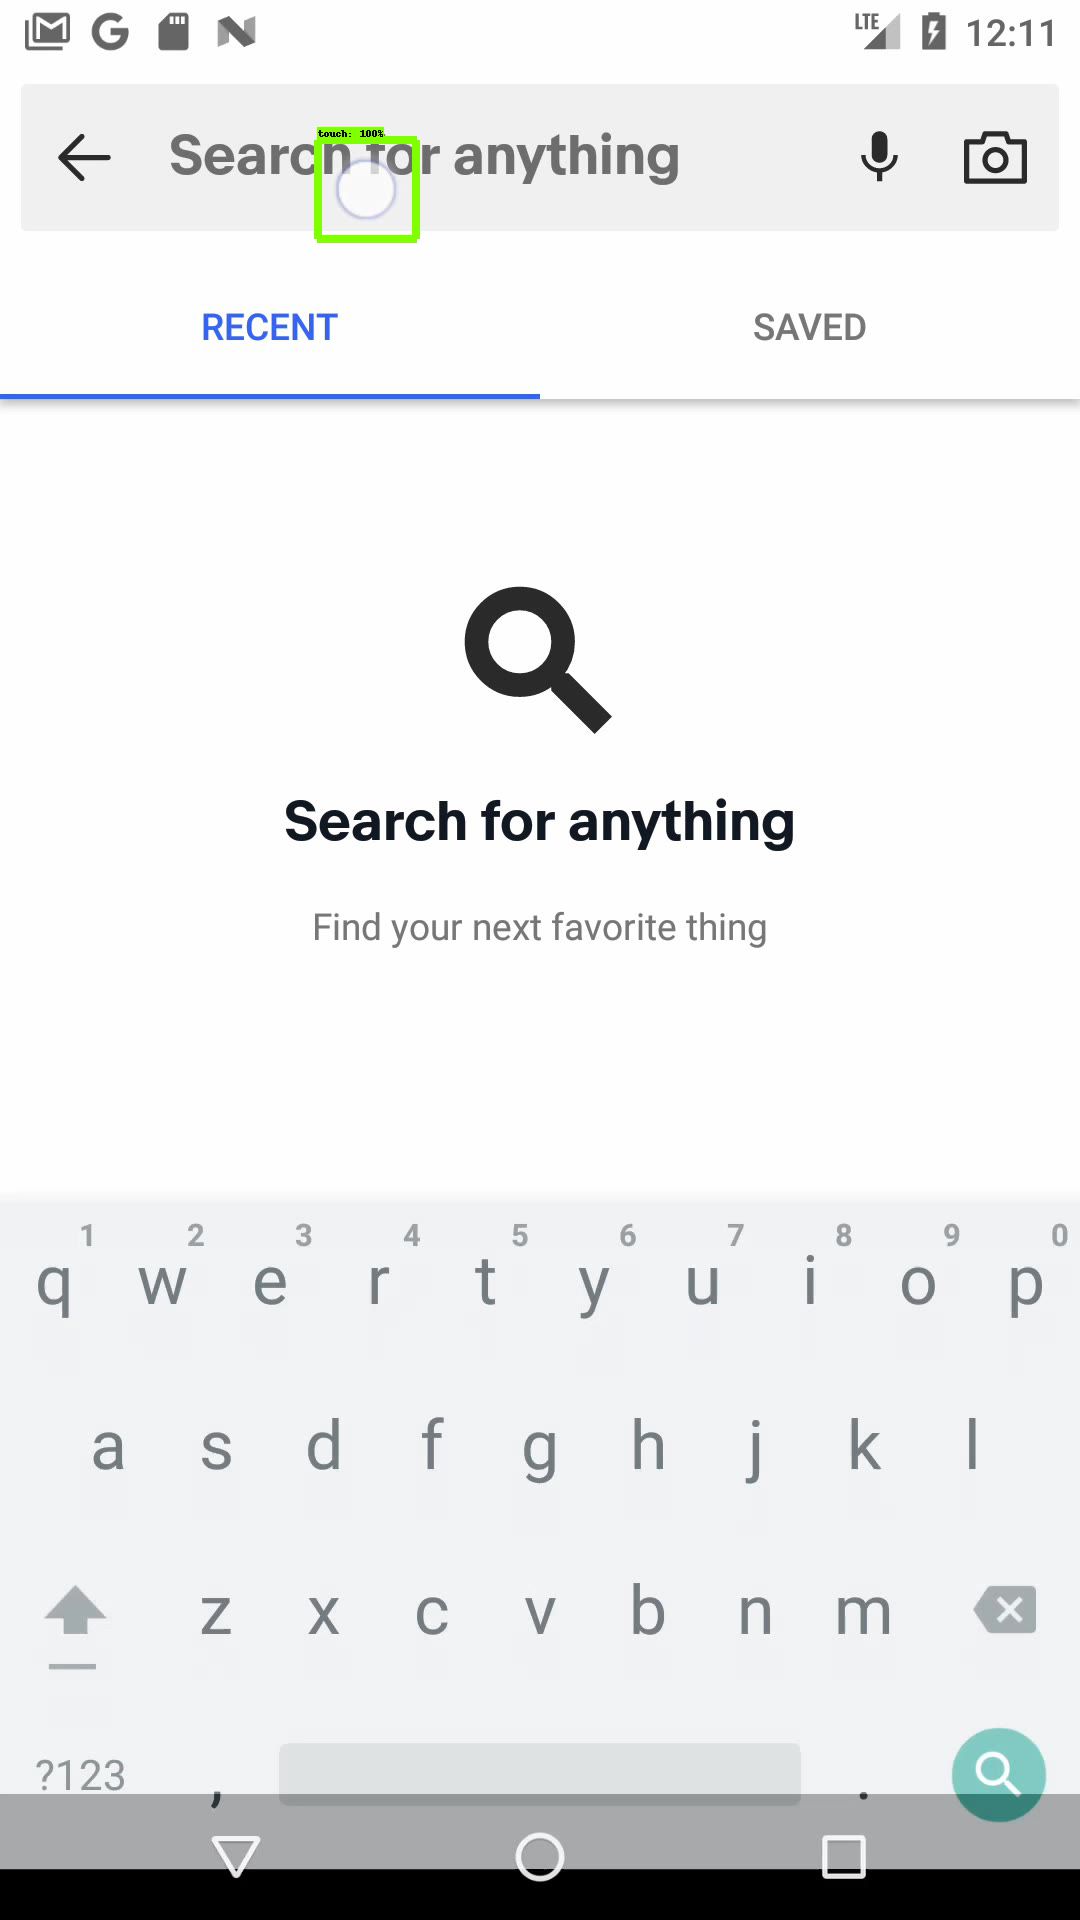 LTE 12:11
touch: 100%
Search for anything
RECENT SAVED
Search for anything
Find your next favorite thing
1 2 3 4 5 6 7 8 9 0
q w e r t y u i o p
a s d f g h j k l
z x c v b n m
?123 , .